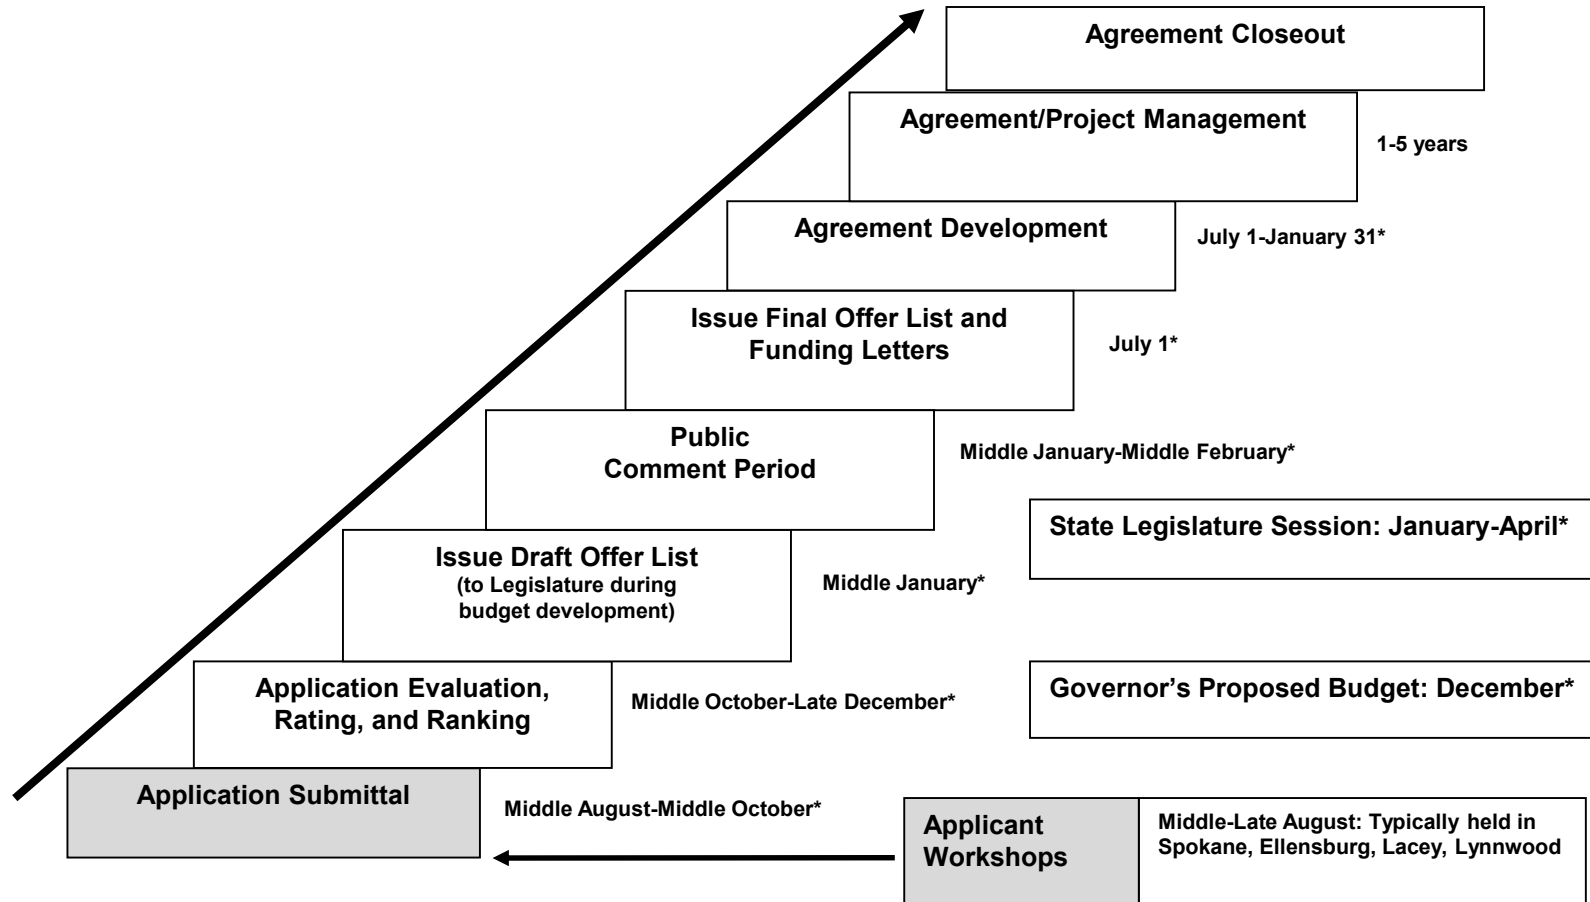 Agreement Closeout
Agreement/Project Management
1-5 years
Agreement Development
July 1-January 31*
Issue Final Offer List and
Funding Letters
July 1*
Public
Comment Period
Middle January-Middle February*
State Legislature Session: January-April*
Issue Draft Offer List
(to Legislature during
budget development)
Middle January*
Governor’s Proposed Budget: December*
Application Evaluation,
Rating, and Ranking
Middle October-Late December*
Application Submittal
Middle August-Middle October*
Applicant
Workshops
Middle-Late August: Typically held in
Spokane, Ellensburg, Lacey, Lynnwood